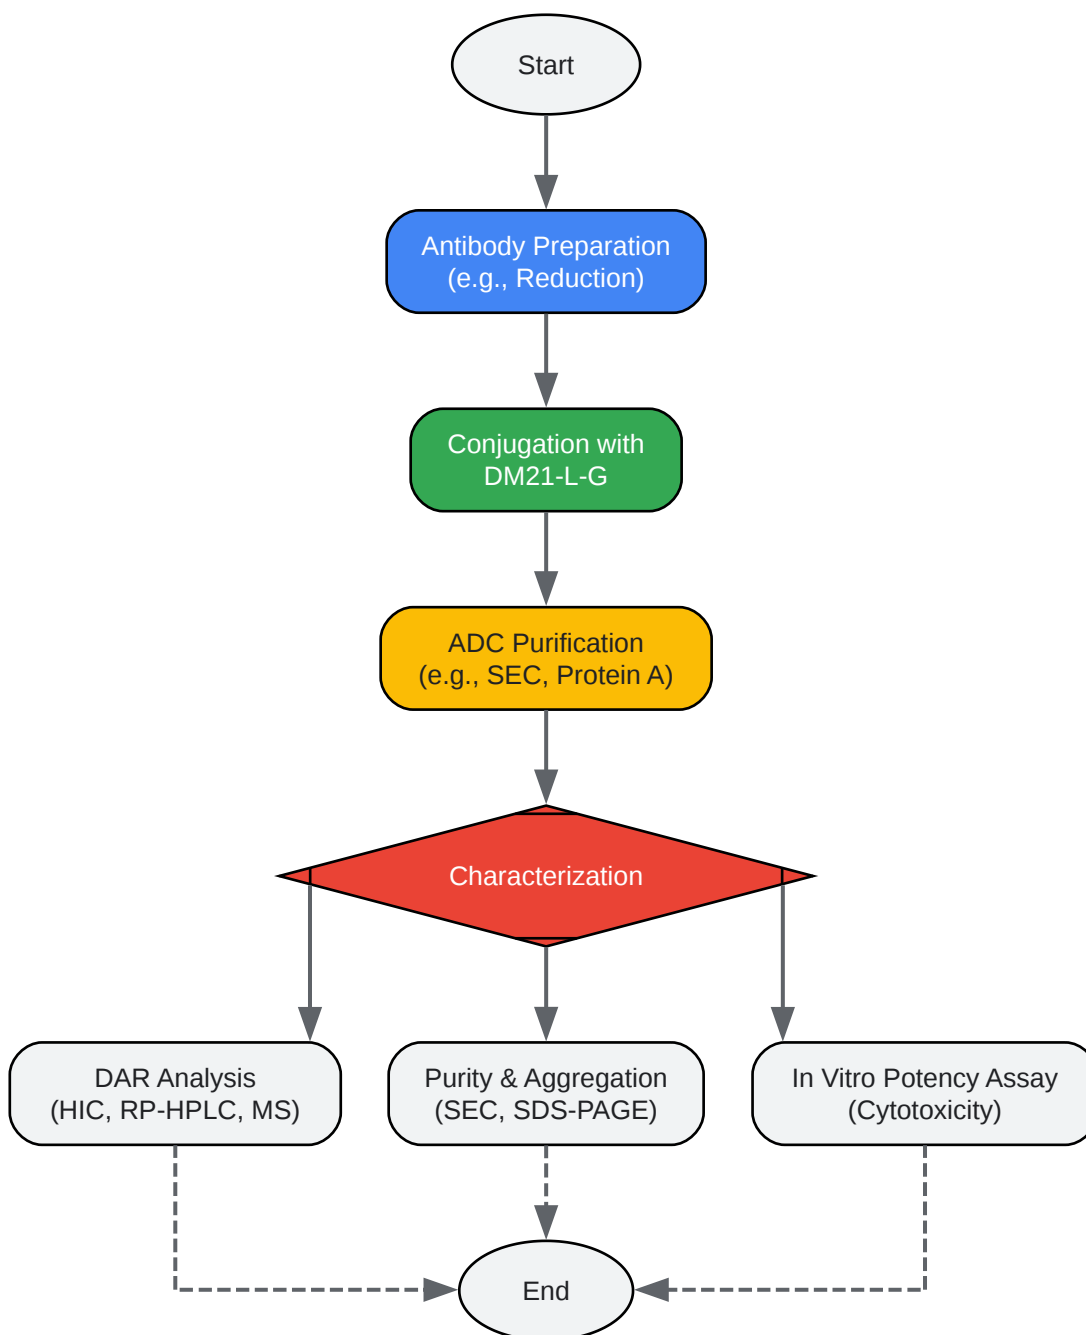 Start
Antibody Preparation
(e.g., Reduction)
Conjugation with
DM21-L-G
ADC Purification
(e.g., SEC, Protein A)
Characterization
DAR Analysis
(HIC, RP-HPLC, MS)
Purity & Aggregation
(SEC, SDS-PAGE)
In Vitro Potency Assay
(Cytotoxicity)
End